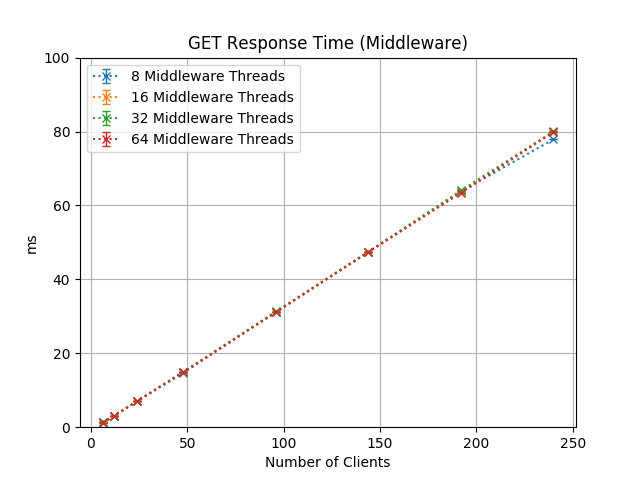 GET Response Time (Middleware)
100
80
60
40
20
0
ms
8 Middleware Threads
16 Middleware Threads
32 Middleware Threads
64 Middleware Threads
0 50 100 150 200 250
Number of Clients